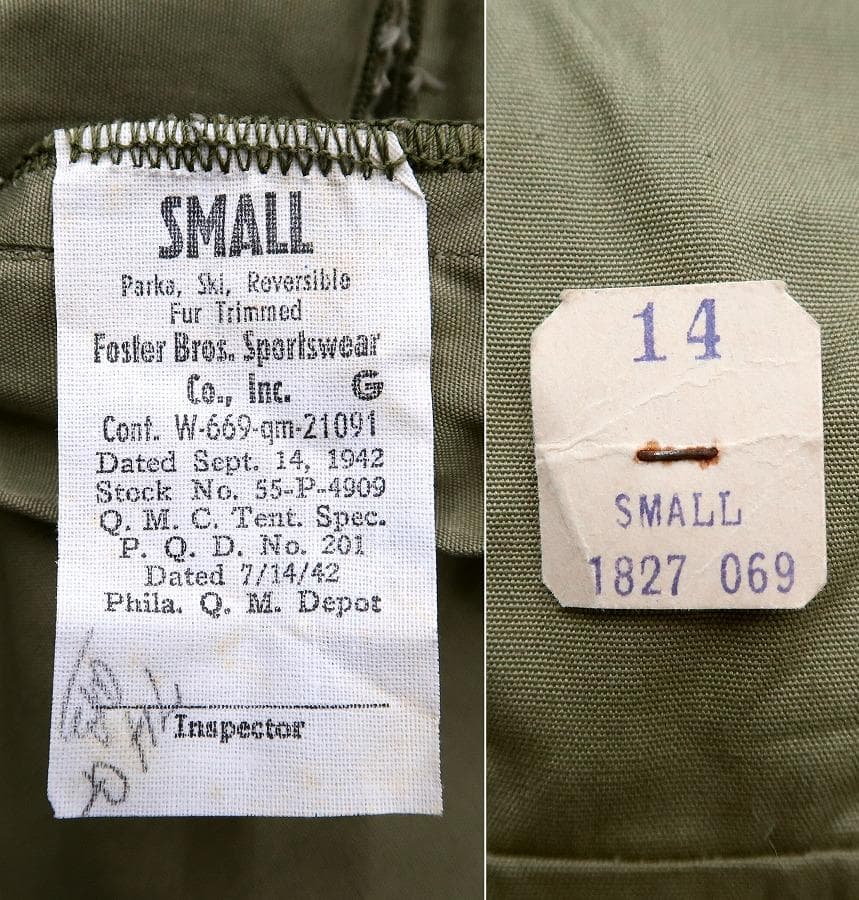 SMALL
Parka, Ski, Reversible
Fur Trimmed
Foster Bros. Sportswear
Co., Inc. G
Cont. W-669-qm-21091
Dated Sept. 14, 1942
Stock No. 55-P-4909
Q. M. C. Tent. Spec.
P. Q. D. No. 201
Dated 7/14/42
Phila. Q. M. Depot
Inspector
14
SMALL
1827 069